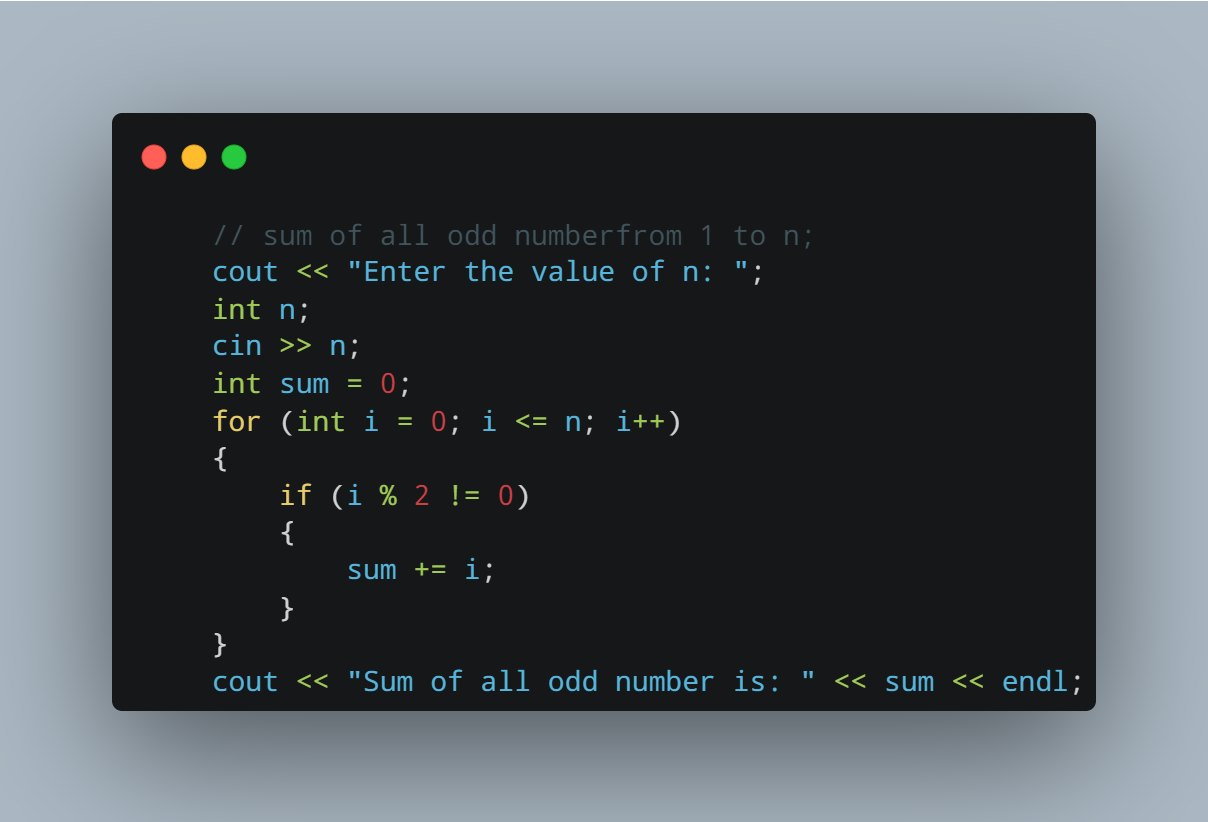 // sum of all odd numberfrom 1 to n;
cout << "Enter the value of n: ";
int n;
cin >> n;
int sum = 0;
for (int i = 0; i <= n; i++)
{
    if (i % 2 != 0)
    {
        sum += i;
    }
}
cout << "Sum of all odd number is: " << sum << endl;